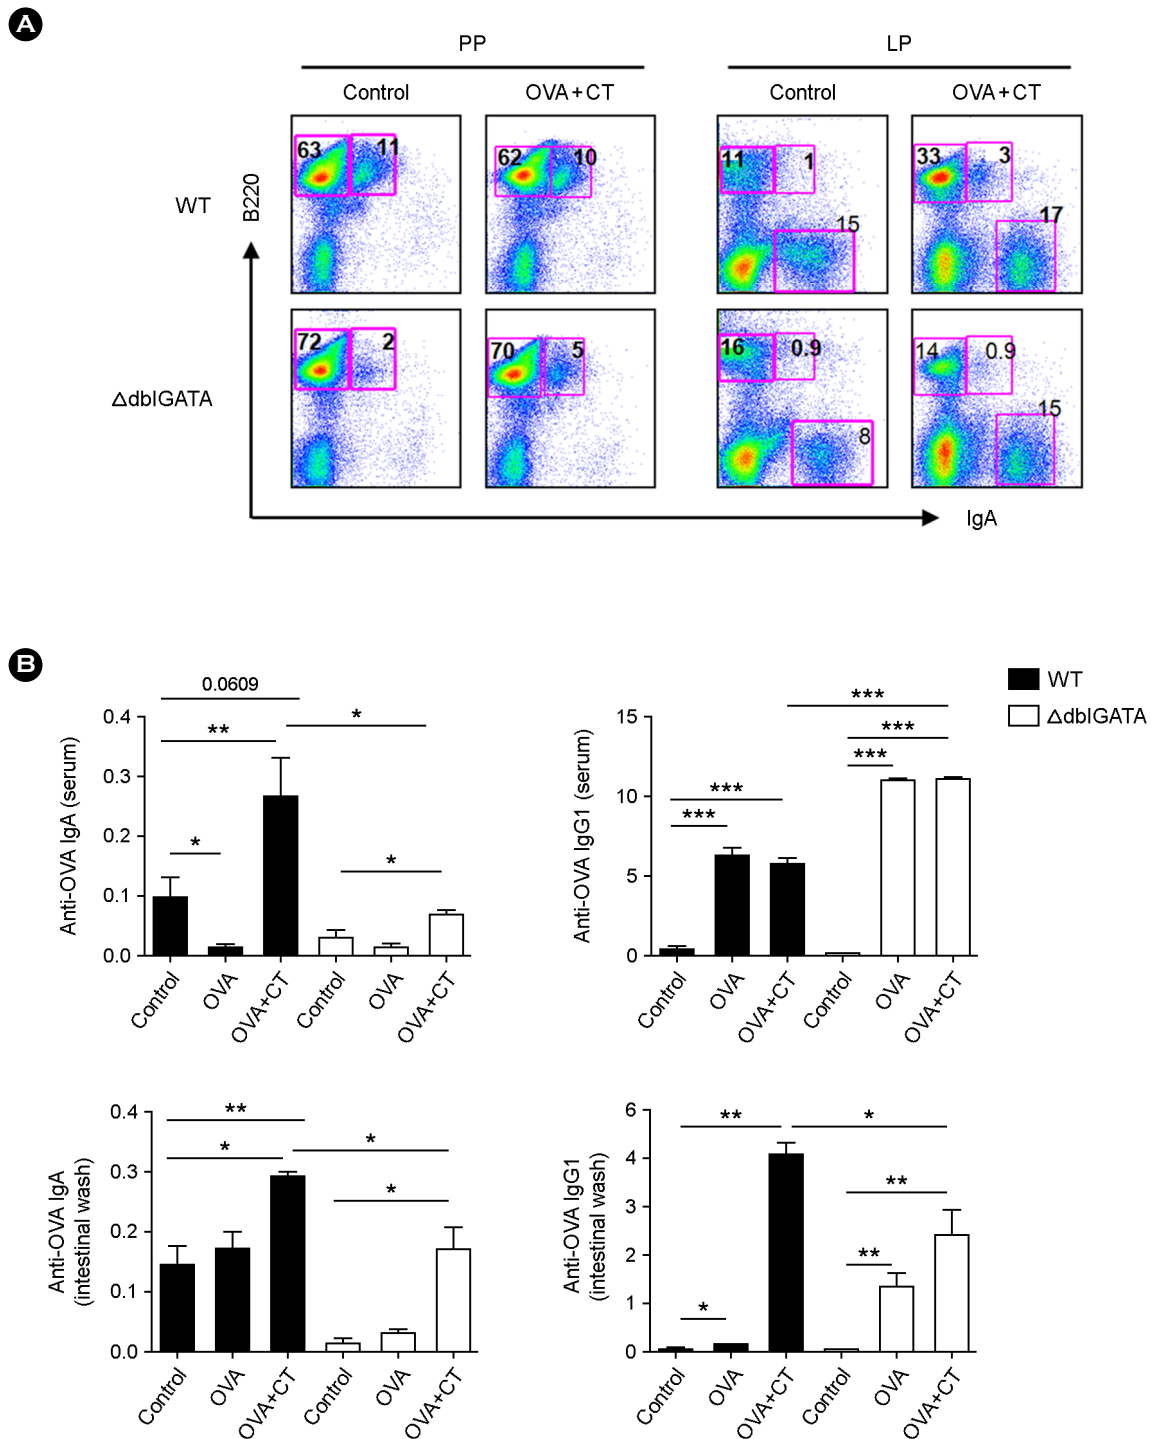 A
PP
LP
Control
OVA+CT
Control
OVA+CT
WT
B220
63
11
62
10
11
1
15
33
3
17
ΔdblGATA
72
2
70
5
16
0.9
8
14
0.9
15
IgA
B
WT
ΔdblGATA
0.0609
**
*
*
*
0.4
0.3
0.2
0.1
0.0
Anti-OVA IgA (serum)
Control
OVA
OVA+CT
Control
OVA
OVA+CT
***
***
***
***
***
15
10
5
0
Anti-OVA IgG1 (serum)
Control
OVA
OVA+CT
Control
OVA
OVA+CT
**
*
*
*
0.4
0.3
0.2
0.1
0.0
Anti-OVA IgA
(intestinal wash)
Control
OVA
OVA+CT
Control
OVA
OVA+CT
**
*
**
**
*
6
4
3
2
1
0
Anti-OVA IgG1
(intestinal wash)
Control
OVA
OVA+CT
Control
OVA
OVA+CT